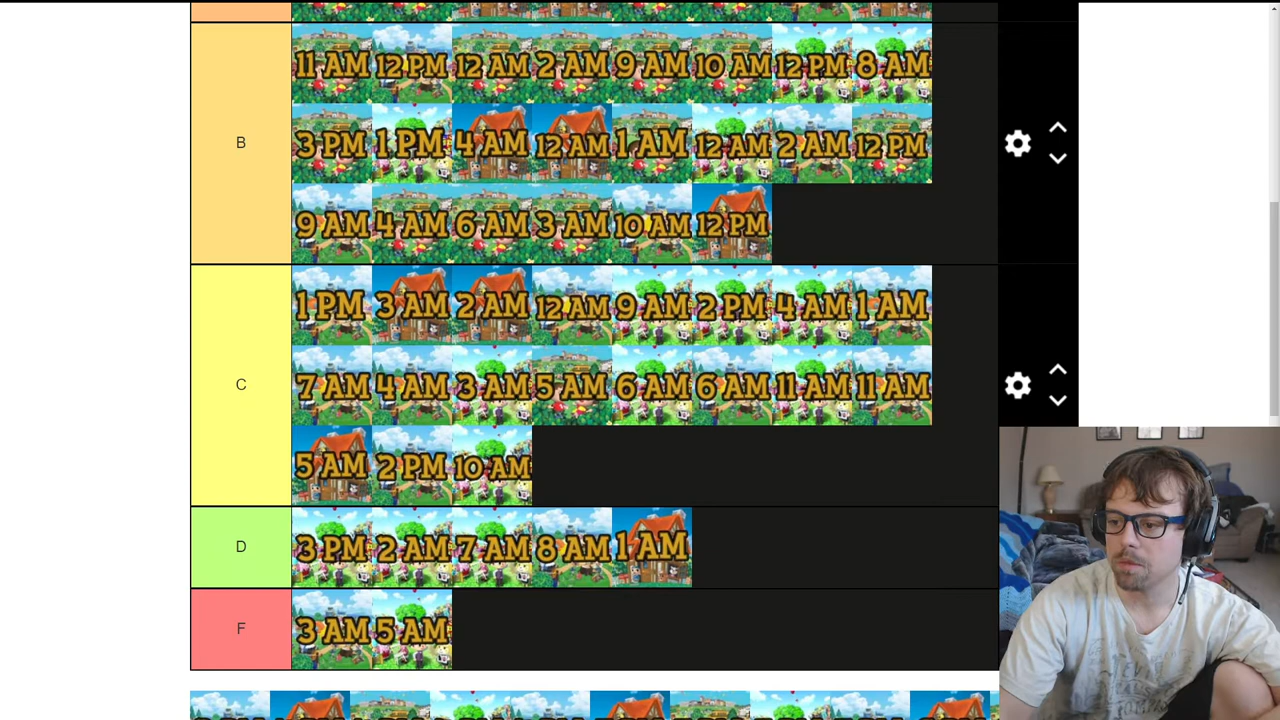 B
11 AM 12 PM 12 AM 2 AM 9 AM 10 AM 12 PM 8 AM
3 PM 1 PM 4 AM 12 AM 1 AM 12 AM 2 AM 12 PM
9 AM 4 AM 6 AM 3 AM 10 AM 12 PM
C
1 PM 3 AM 2 AM 12 AM 9 AM 2 PM 4 AM 1 AM
7 AM 4 AM 3 AM 5 AM 6 AM 6 AM 11 AM 11 AM
5 AM 2 PM 10 AM
D
3 PM 2 AM 7 AM 8 AM 1 AM
F
3 AM 5 AM